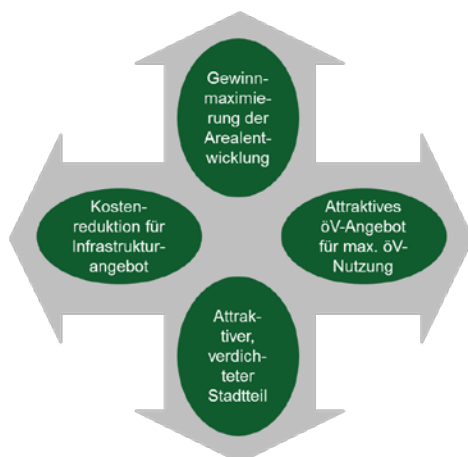 Gewinn-
maximie-
rung der
Arealent-
wicklung
Kosten-
reduktion für
Infrastruktur-
angebot
Attraktives
öV-Angebot
für max. öV-
Nutzung
Attrak-
tiver,
verdich-
teter
Stadtteil